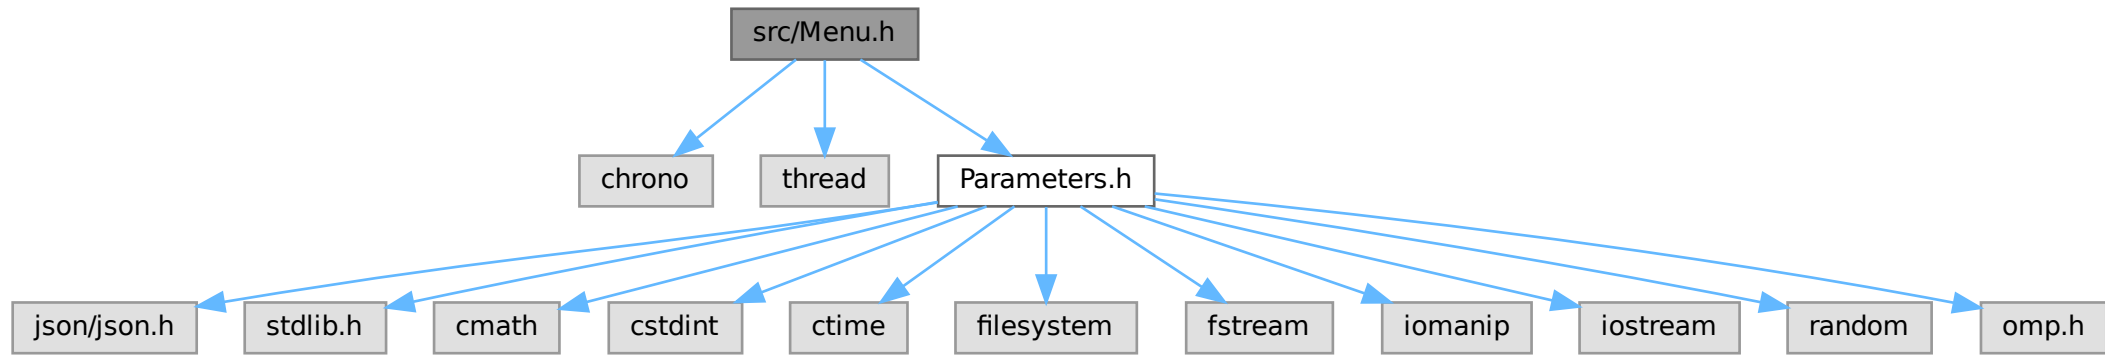 src/Menu.h
chrono
thread
Parameters.h
json/json.h
stdlib.h
cmath
cstdint
ctime
filesystem
fstream
iomanip
iostream
random
omp.h